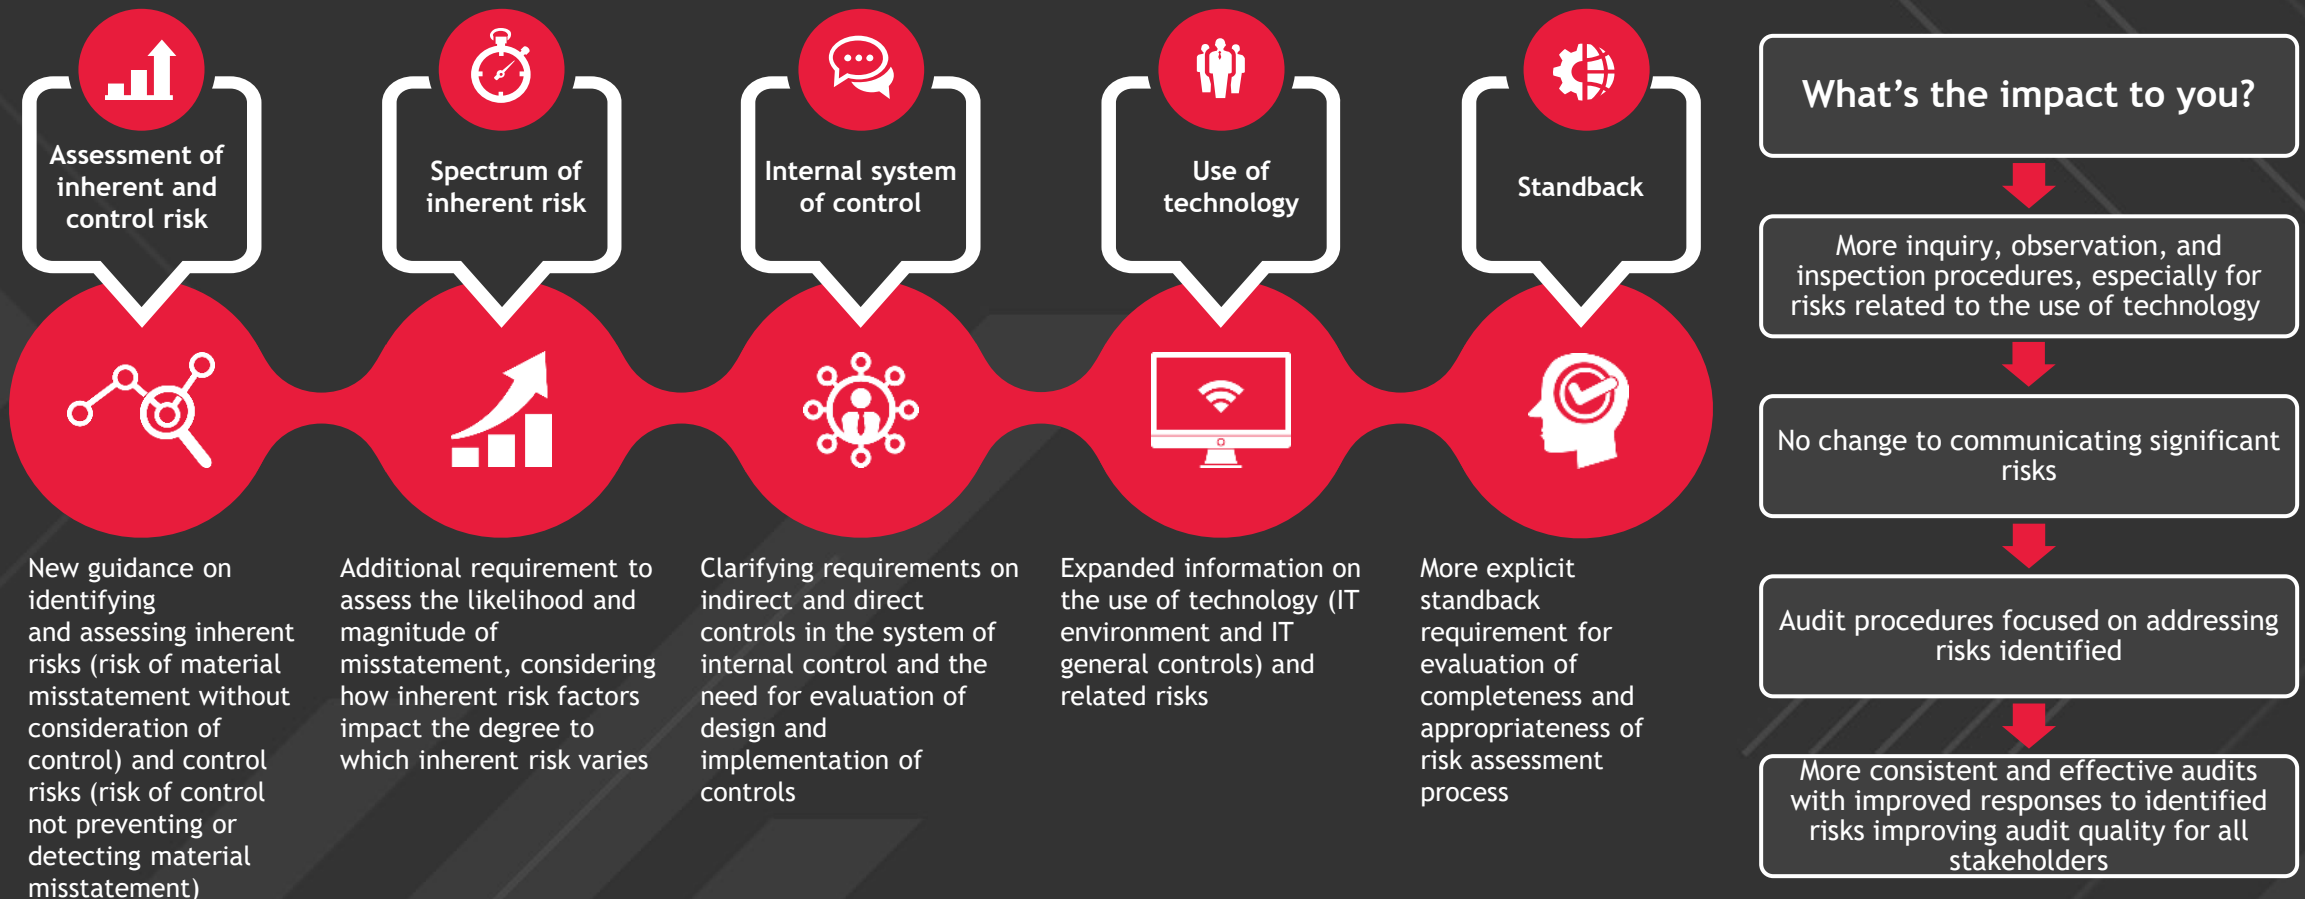 Assessment of
inherent and
control risk
New guidance on
identifying
and assessing inherent
risks (risk of material
misstatement without
consideration of
control) and control
risks (risk of control
not preventing or
detecting material
misstatement)
Spectrum of
inherent risk
Additional requirement to
assess the likelihood and
magnitude of
misstatement, considering
how inherent risk factors
impact the degree to
which inherent risk varies
Internal system
of control
Clarifying requirements on
indirect and direct
controls in the system of
internal control and the
need for evaluation of
design and
implementation of
controls
Use of
technology
Expanded information on
the use of technology (IT
environment and IT
general controls) and
related risks
Standback
More explicit
standback
requirement for
evaluation of
completeness and
appropriateness of
risk assessment
process
What’s the impact to you?
More inquiry, observation, and
inspection procedures, especially for
risks related to the use of technology
No change to communicating significant
risks
Audit procedures focused on addressing
risks identified
More consistent and effective audits
with improved responses to identified
risks improving audit quality for all
stakeholders